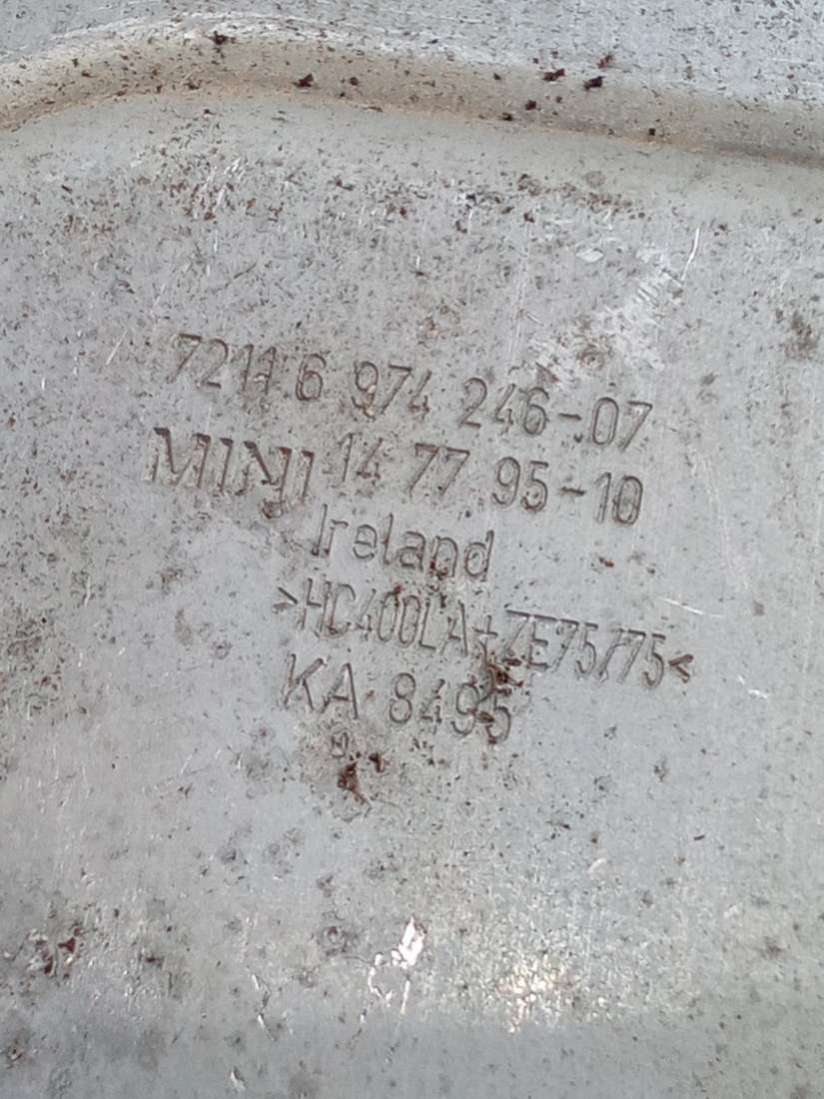 7211 6 974 246-07
MINI 14 77 95-10
Ireland
>HC400LA+ZE75/75<
KA 8495